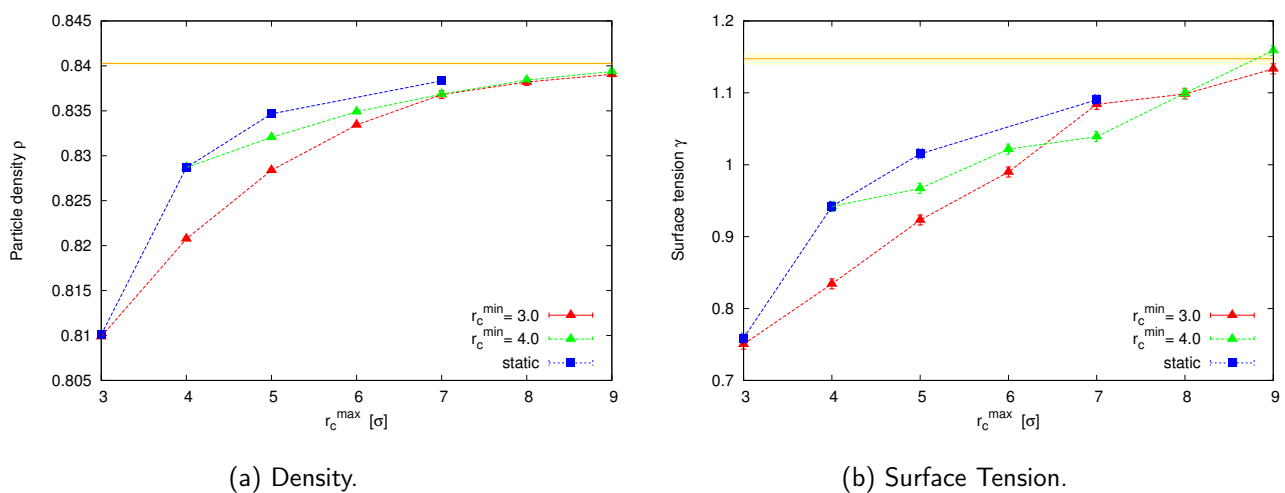 0.845
0.84
0.835
0.83
0.825
0.82
0.815
0.81
0.805
Particle density ρ
3 4 5 6 7 8 9
r_c^max [σ]
r_c^min = 3.0
r_c^min = 4.0
static
(a) Density.
1.2
1.1
1
0.9
0.8
0.7
Surface tension γ
3 4 5 6 7 8 9
r_c^max [σ]
r_c^min = 3.0
r_c^min = 4.0
static
(b) Surface Tension.